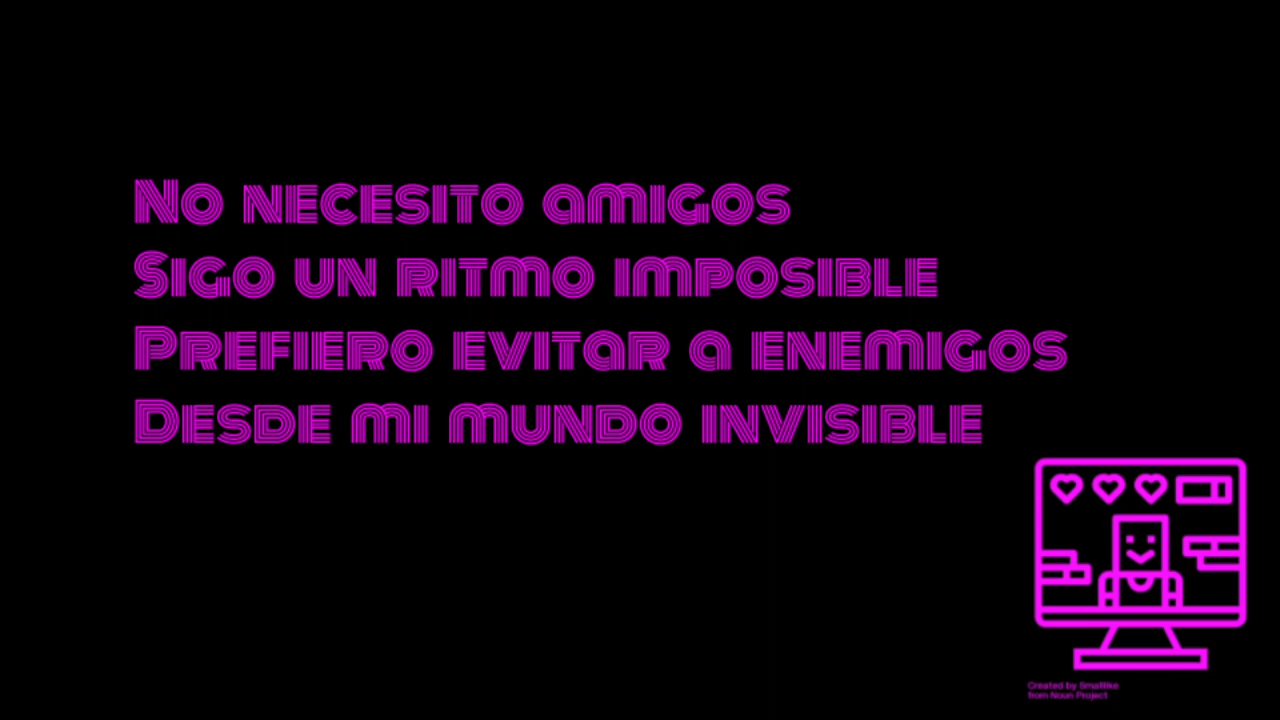 No necesito amigos
Sigo un ritmo imposible
Prefiero evitar a enemigos
Desde mi mundo invisible
Created by Smalllike
from Noun Project